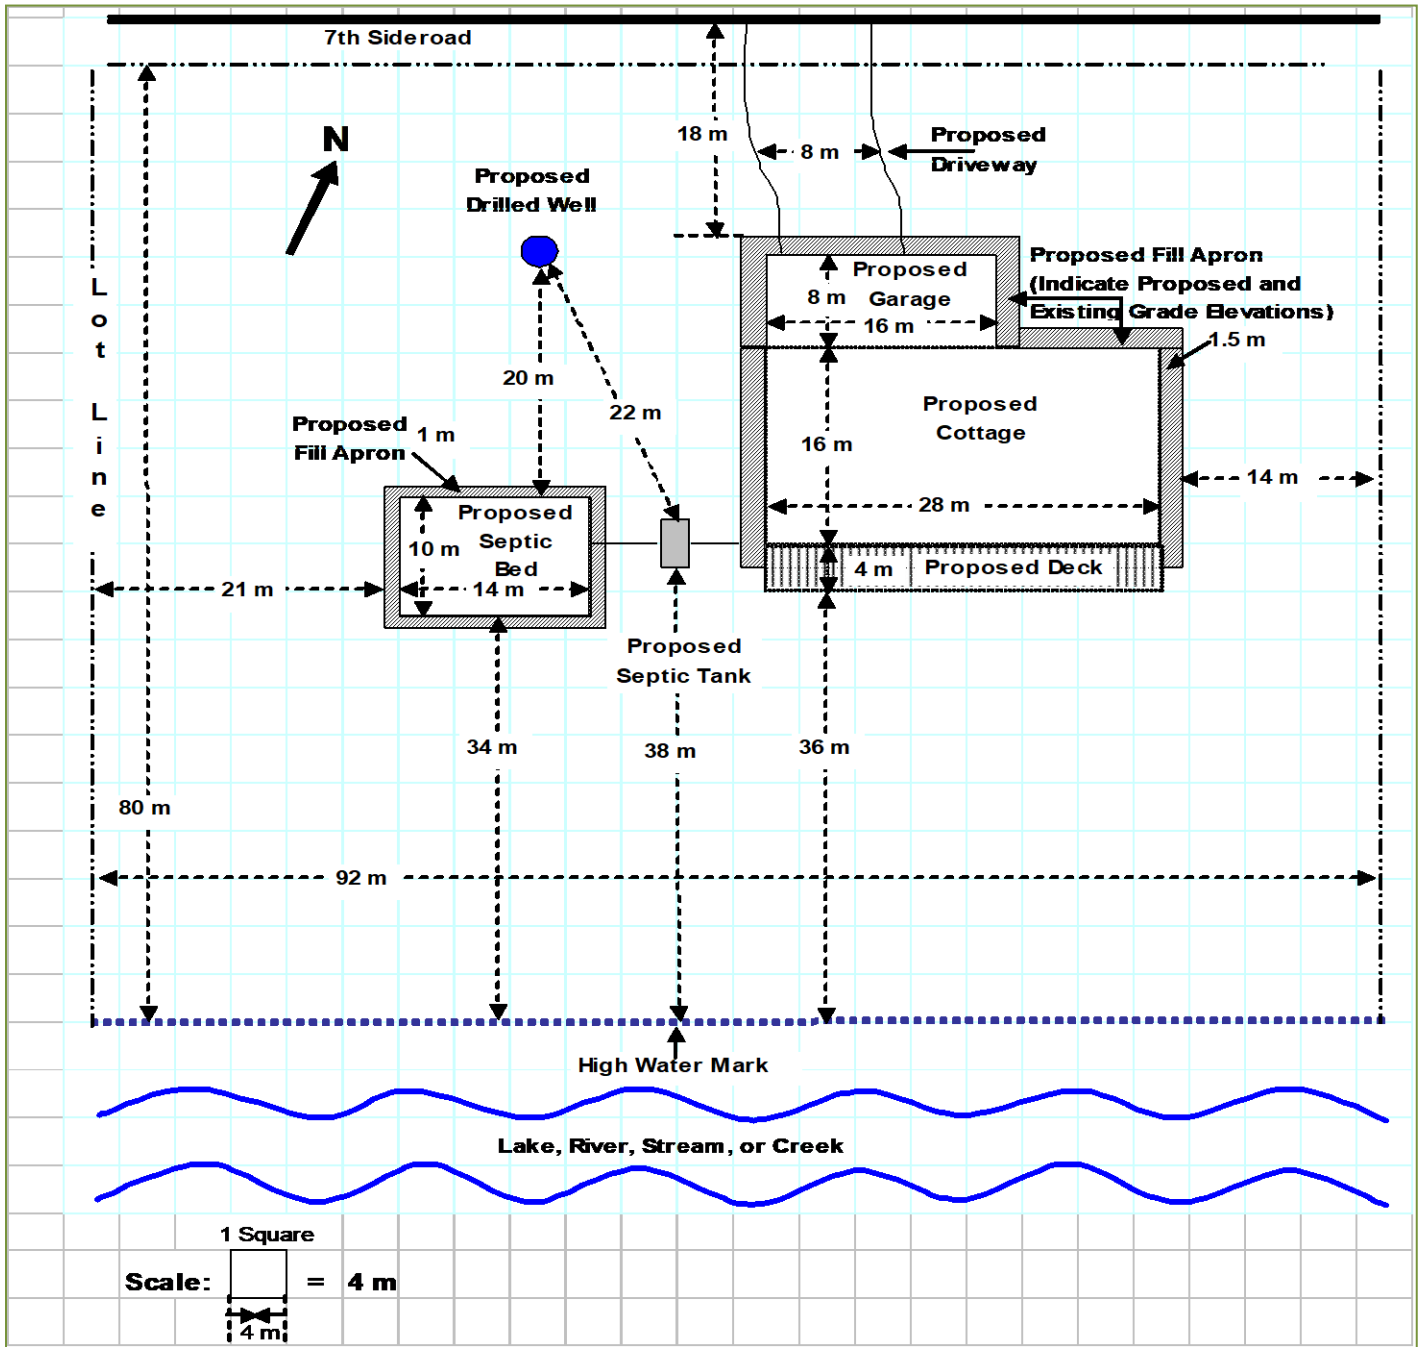 7th Sideroad
N
18 m
8 m
Proposed
Driveway
Proposed
Drilled Well
Proposed Fill Apron
(Indicate Proposed and
Existing Grade Elevations)
1.5 m
Proposed
Garage
8 m
16 m
Lot Line
20 m
22 m
Proposed
Fill Apron
1 m
Proposed
Cottage
16 m
28 m
14 m
Proposed
Septic
Bed
10 m
14 m
21 m
4 m
Proposed Deck
Proposed
Septic Tank
34 m
38 m
36 m
80 m
92 m
High Water Mark
Lake, River, Stream, or Creek
1 Square
Scale: = 4 m
4 m